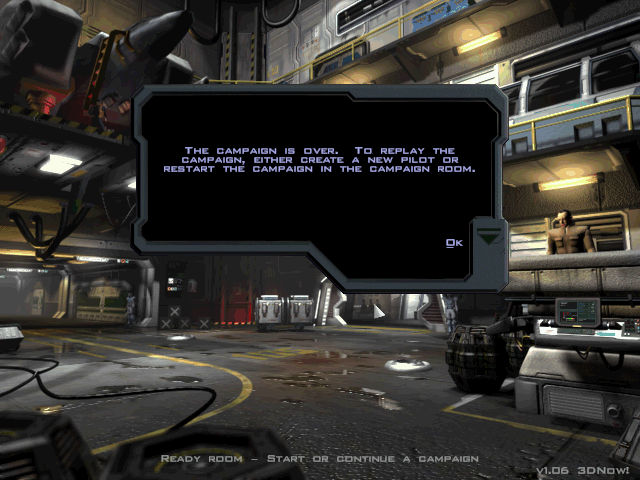 The campaign is over. To replay the
campaign, either create a new pilot or
restart the campaign in the campaign room.
Ok
Ready room - Start or continue a campaign
v1.06 3DNow!